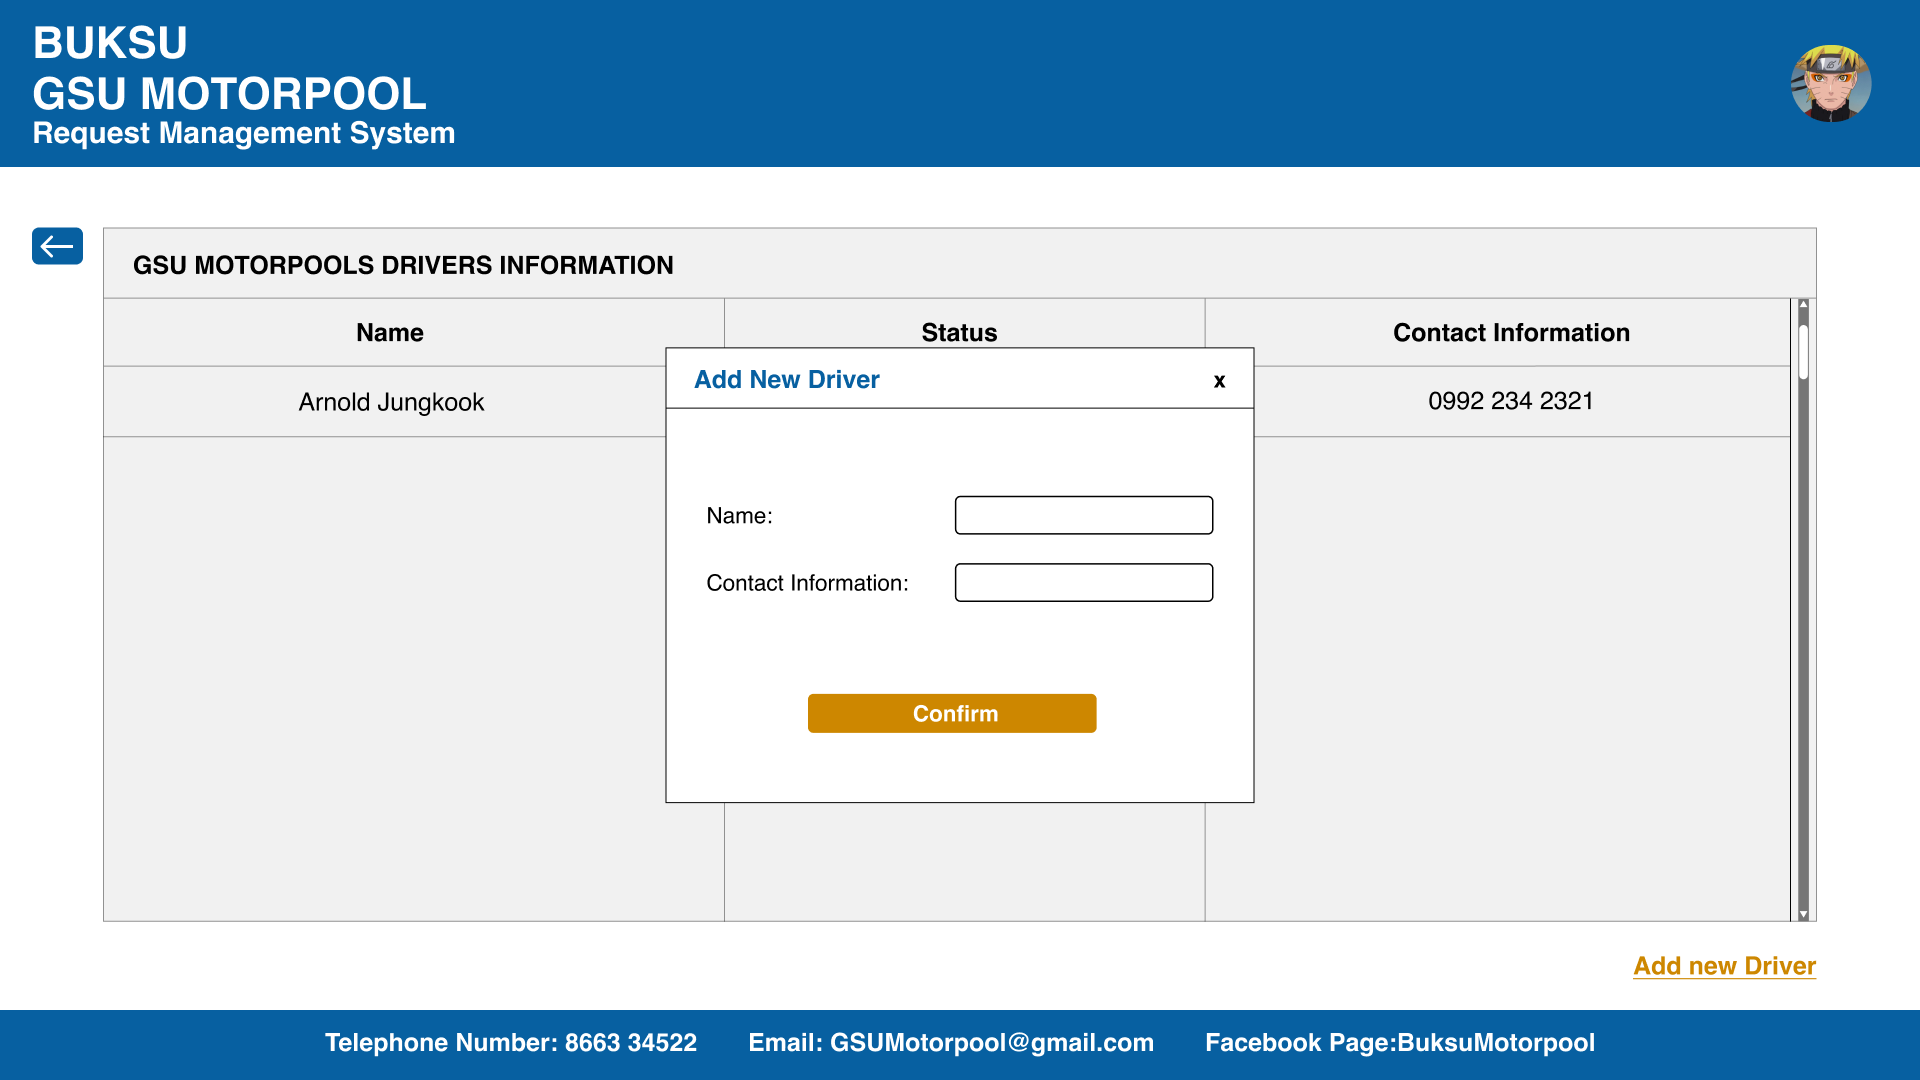 BUKSU
GSU MOTORPOOL
Request Management System
GSU MOTORPOOLS DRIVERS INFORMATION
Name Status Contact Information
Arnold Jungkook 0992 234 2321
Add New Driver x
Name:
Contact Information:
Confirm
Add new Driver
Telephone Number: 8663 34522 Email: GSUMotorpool@gmail.com Facebook Page:BuksuMotorpool